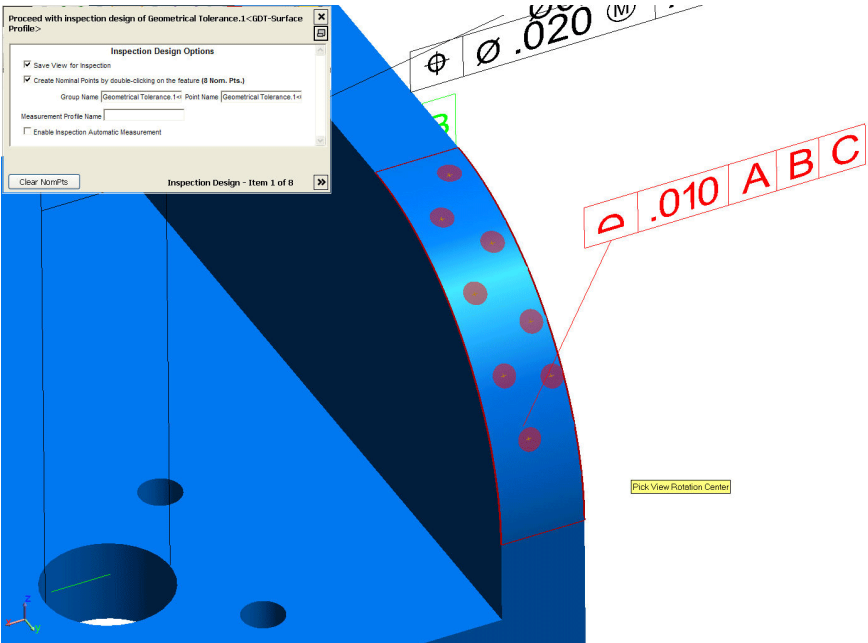 Proceed with inspection design of Geometrical Tolerance.1<GDT-Surface
Profile>
Inspection Design Options
Save View for Inspection
Create Nominal Points by double-clicking on the feature (8 Nom. Pts.)
Group Name Geometrical Tolerance.1<( Point Name Geometrical Tolerance.1<(
Measurement Profile Name
Enable Inspection Automatic Measurement
Clear NomPts Inspection Design - Item 1 of 8
⌖ Ø .020 Ⓜ
B
⌓ .010 A B C
Pick View Rotation Center
z
y